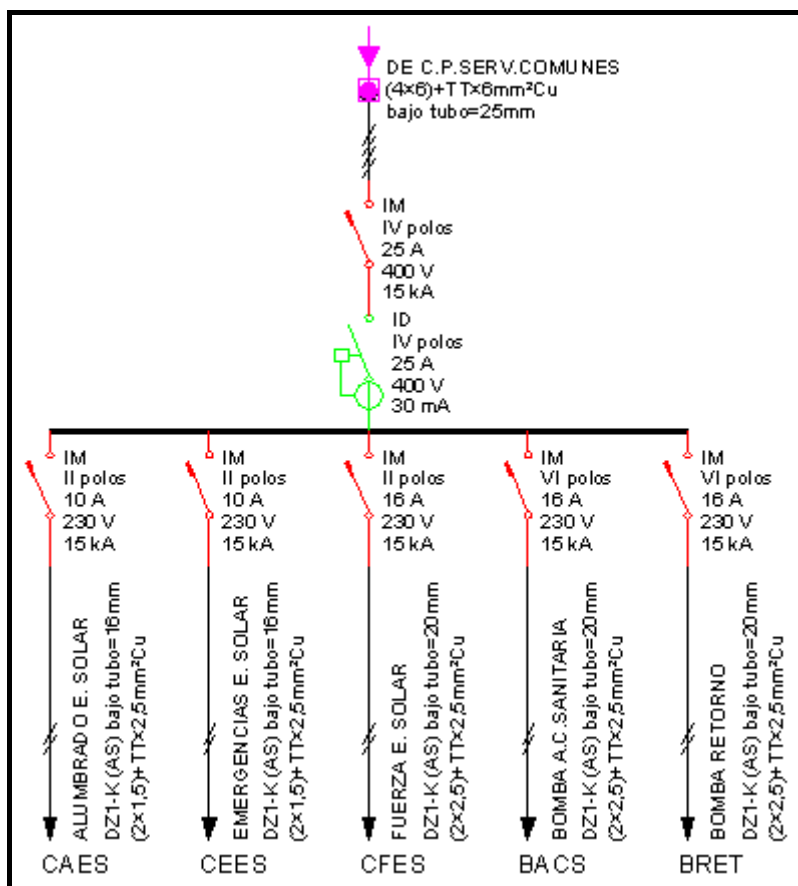 DE C.P.SERV.COMUNES
(4×6)+TT×6mm²Cu
bajo tubo=25mm
IM
IV polos
25 A
400 V
15 kA
ID
IV polos
25 A
400 V
30 mA
IM
II polos
10 A
230 V
15 kA
IM
II polos
10 A
230 V
15 kA
IM
II polos
16 A
230 V
15 kA
IM
VI polos
16 A
230 V
15 kA
IM
VI polos
16 A
230 V
15 kA
ALUMBRADO E. SOLAR
DZ1-K (AS) bajo tubo=16mm
(2×1,5)+TT×2,5mm²Cu
EMERGENCIAS E. SOLAR
DZ1-K (AS) bajo tubo=16mm
(2×1,5)+TT×2,5mm²Cu
FUERZA E. SOLAR
DZ1-K (AS) bajo tubo=20mm
(2×2,5)+TT×2,5mm²Cu
BOMBA A.C.SANITARIA
DZ1-K (AS) bajo tubo=20mm
(2×2,5)+TT×2,5mm²Cu
BOMBA RETORNO
DZ1-K (AS) bajo tubo=20mm
(2×2,5)+TT×2,5mm²Cu
CAES
CEES
CFES
BACS
BRET